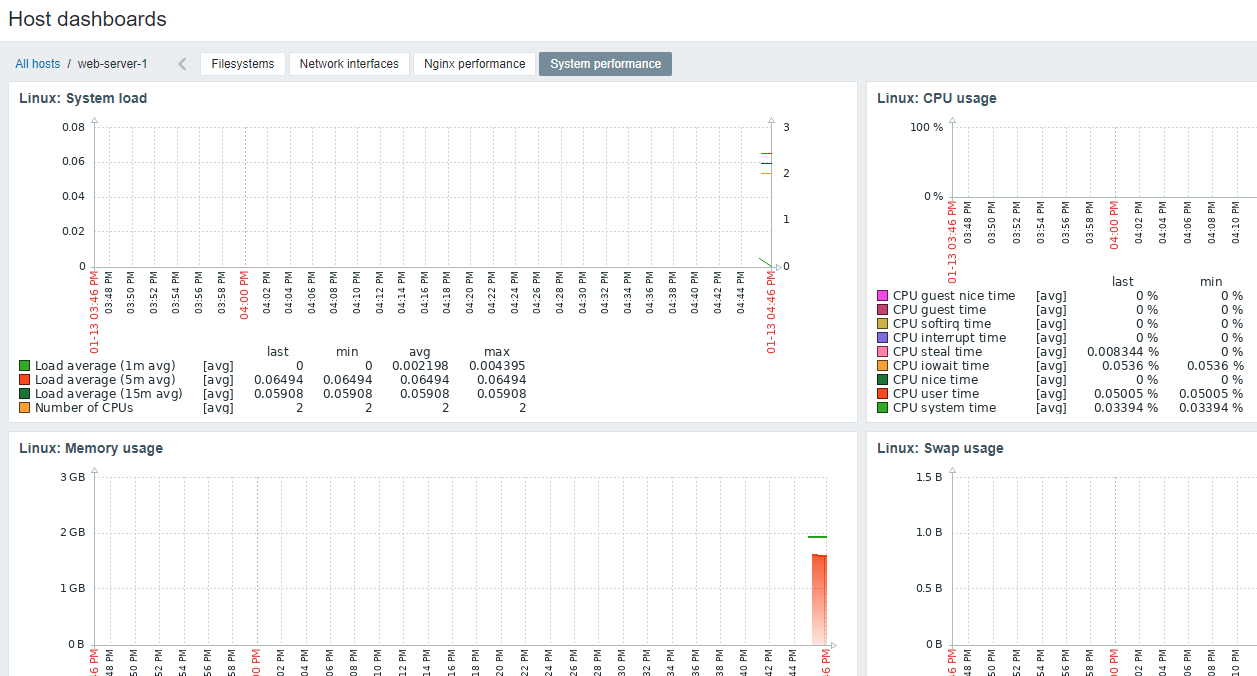 Host dashboards
All hosts / web-server-1 Filesystems Network interfaces Nginx performance System performance
Linux: System load
0.08
0.06
0.04
0.02
0
3
2
1
0
01-13 03:46 PM
03:48 PM
03:50 PM
03:52 PM
03:54 PM
03:56 PM
03:58 PM
04:00 PM
04:02 PM
04:04 PM
04:06 PM
04:08 PM
04:10 PM
04:12 PM
04:14 PM
04:16 PM
04:18 PM
04:20 PM
04:22 PM
04:24 PM
04:26 PM
04:28 PM
04:30 PM
04:32 PM
04:34 PM
04:36 PM
04:38 PM
04:40 PM
04:42 PM
04:44 PM
01-13 04:46 PM
last min avg max
Load average (1m avg) [avg] 0 0 0.002198 0.004395
Load average (5m avg) [avg] 0.06494 0.06494 0.06494 0.06494
Load average (15m avg) [avg] 0.05908 0.05908 0.05908 0.05908
Number of CPUs [avg] 2 2 2 2
Linux: CPU usage
100 %
0 %
01-13 03:46 PM
03:48 PM
03:50 PM
03:52 PM
03:54 PM
03:56 PM
03:58 PM
04:00 PM
04:02 PM
04:04 PM
04:06 PM
04:08 PM
04:10 PM
last min
CPU guest nice time [avg] 0 % 0 %
CPU guest time [avg] 0 % 0 %
CPU softirq time [avg] 0 % 0 %
CPU interrupt time [avg] 0 % 0 %
CPU steal time [avg] 0.008344 % 0 %
CPU iowait time [avg] 0.0536 % 0.0536 %
CPU nice time [avg] 0 % 0 %
CPU user time [avg] 0.05005 % 0.05005 %
CPU system time [avg] 0.03394 % 0.03394 %
Linux: Memory usage
3 GB
2 GB
1 GB
0 B
6 PM
48 PM
50 PM
52 PM
54 PM
56 PM
58 PM
0 PM
02 PM
04 PM
06 PM
08 PM
10 PM
12 PM
14 PM
16 PM
18 PM
20 PM
22 PM
24 PM
26 PM
28 PM
30 PM
32 PM
34 PM
36 PM
38 PM
40 PM
42 PM
44 PM
6 PM
Linux: Swap usage
1.5 B
1.0 B
0.5 B
0 B
6 PM
48 PM
50 PM
52 PM
54 PM
56 PM
58 PM
0 PM
02 PM
04 PM
06 PM
08 PM
10 PM